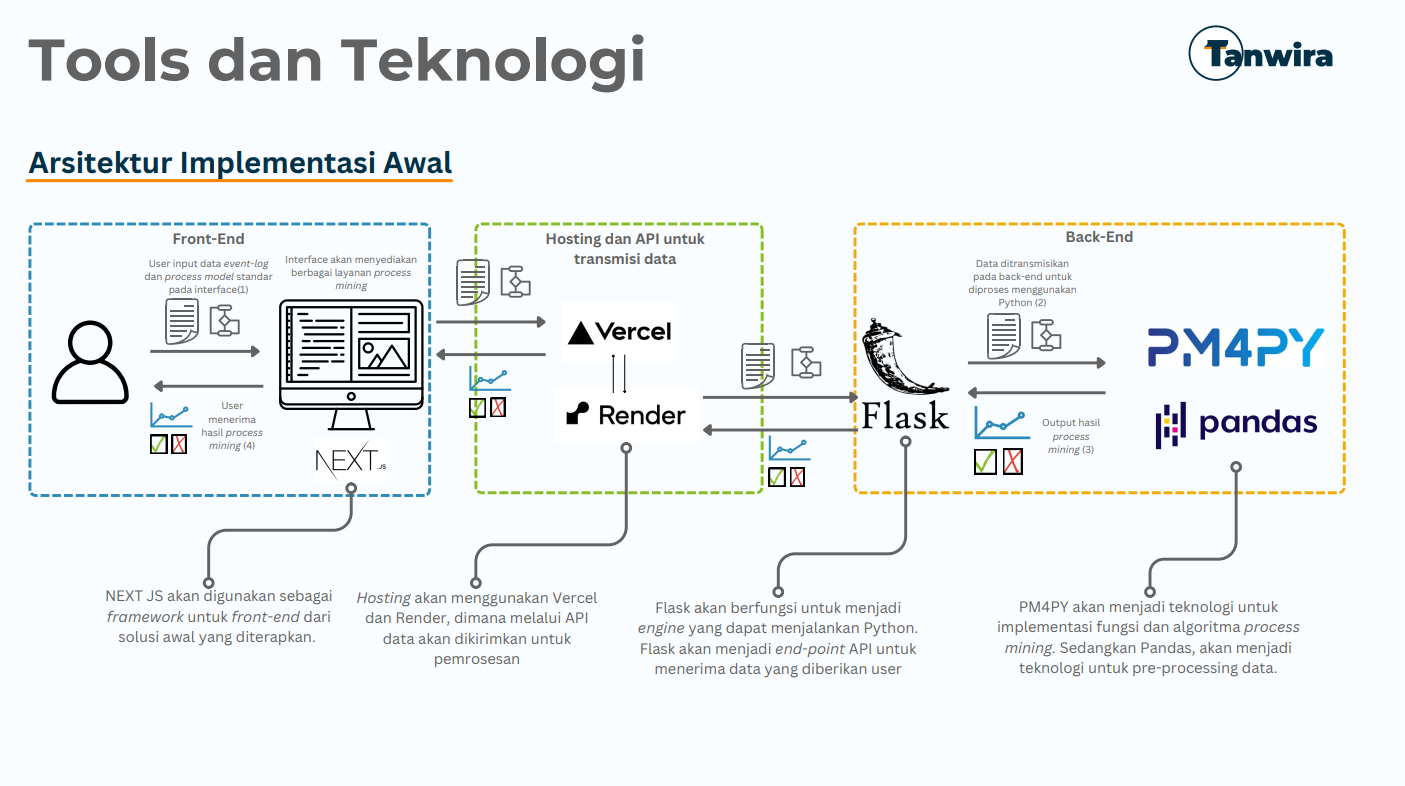 Tools dan Teknologi
Tanwira
Arsitektur Implementasi Awal
Front-End
User input data event-log
dan process model standar
pada interface(1)
Interface akan menyediakan
berbagai layanan process
mining
User
menerima
hasil process
mining (4)
NEXT.JS
Hosting dan API untuk
transmisi data
Vercel
Render
Back-End
Data ditransmisikan
pada back-end untuk
diproses menggunakan
Python (2)
Flask
Output hasil
process
mining (3)
PM4PY
pandas
NEXT JS akan digunakan sebagai
framework untuk front-end dari
solusi awal yang diterapkan.
Hosting akan menggunakan Vercel
dan Render, dimana melalui API
data akan dikirimkan untuk
pemrosesan
Flask akan berfungsi untuk menjadi
engine yang dapat menjalankan Python.
Flask akan menjadi end-point API untuk
menerima data yang diberikan user
PM4PY akan menjadi teknologi untuk
implementasi fungsi dan algoritma process
mining. Sedangkan Pandas, akan menjadi
teknologi untuk pre-processing data.